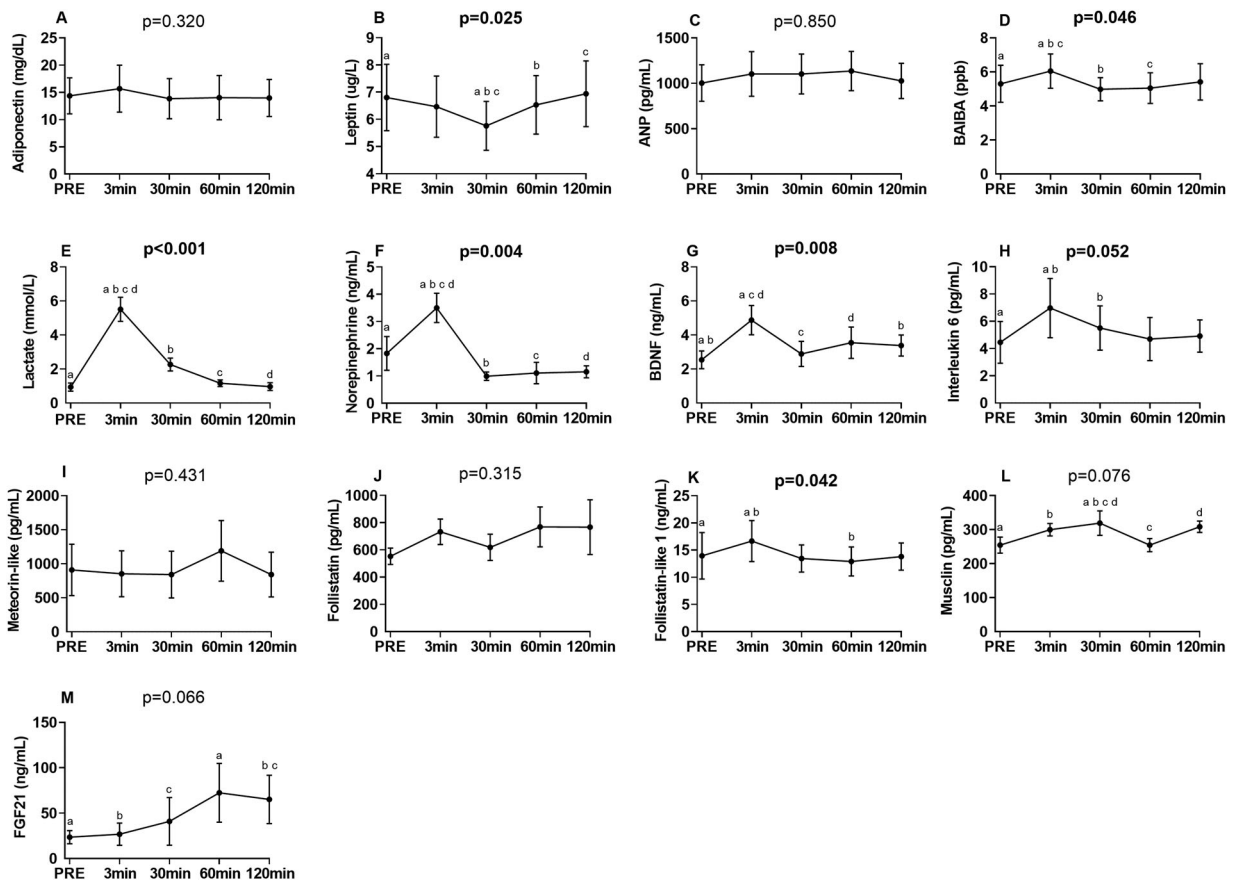 A p=0.320
Adiponectin (mg/dL)
25
20
15
10
5
0
PRE 3min 30min 60min 120min
B p=0.025
Leptin (ug/L)
9
8
7
6
5
4
a
a b c
b
c
PRE 3min 30min 60min 120min
C p=0.850
ANP (pg/mL)
1500
1000
500
0
PRE 3min 30min 60min 120min
D p=0.046
BAIBA (ppb)
8
6
4
2
0
a
a b c
b
c
PRE 3min 30min 60min 120min
E p<0.001
Lactate (mmol/L)
8
6
4
2
0
a
a b c d
b
c
d
PRE 3min 30min 60min 120min
F p=0.004
Norepinephrine (ng/mL)
5
4
3
2
1
0
a
a b c d
b
c
d
PRE 3min 30min 60min 120min
G p=0.008
BDNF (ng/mL)
8
6
4
2
0
a b
a c d
c
d
b
PRE 3min 30min 60min 120min
H p=0.052
Interleukin 6 (pg/mL)
10
8
6
4
2
0
a
a b
b
PRE 3min 30min 60min 120min
I p=0.431
Meteorin-like (pg/mL)
2000
1500
1000
500
0
PRE 3min 30min 60min 120min
J p=0.315
Follistatin (pg/mL)
1000
800
600
400
200
0
PRE 3min 30min 60min 120min
K p=0.042
Follistatin-like 1 (ng/mL)
25
20
15
10
5
0
a
a b
b
PRE 3min 30min 60min 120min
L p=0.076
Musclin (pg/mL)
400
300
200
100
0
a
b
a b c d
c
d
PRE 3min 30min 60min 120min
M p=0.066
FGF21 (ng/mL)
150
100
50
0
a
b
c
a
b c
PRE 3min 30min 60min 120min